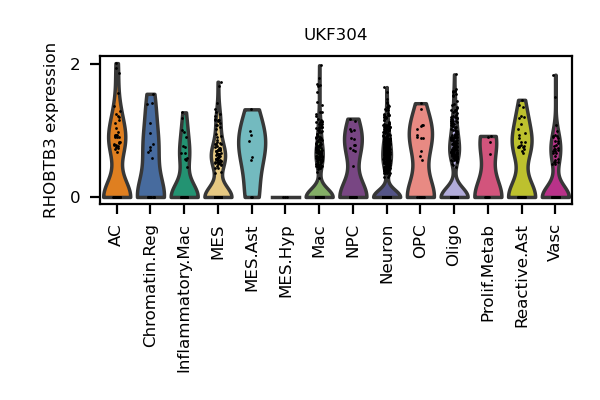 UKF304
RHOBTB3 expression
2
0
AC
Chromatin.Reg
Inflammatory.Mac
MES
MES.Ast
MES.Hyp
Mac
NPC
Neuron
OPC
Oligo
Prolif.Metab
Reactive.Ast
Vasc